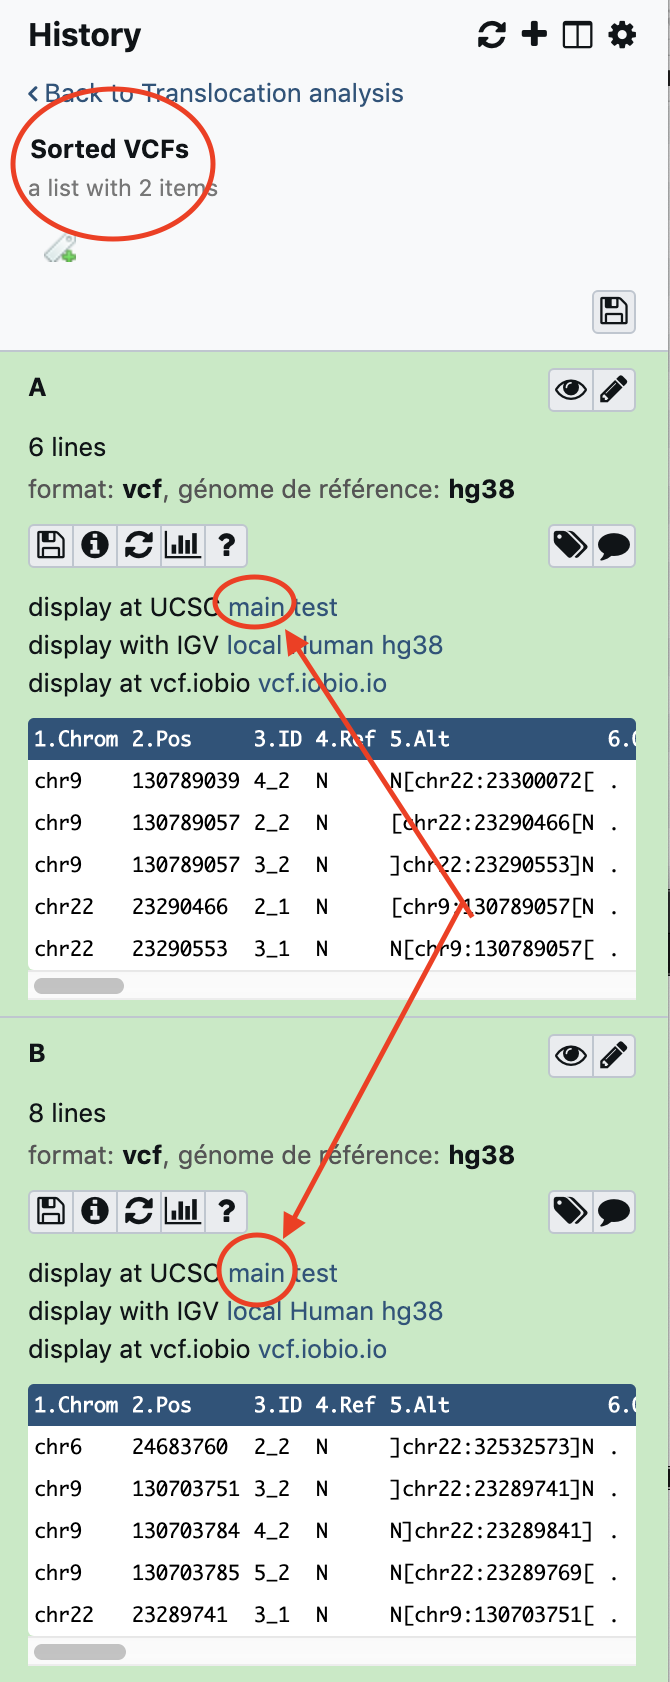 History
Back to Translocation analysis
Sorted VCFs
a list with 2 items
A
6 lines
format: vcf, génome de référence: hg38
?
display at UCSC main test
display with IGV local Human hg38
display at vcf.iobio vcf.iobio.io
1.Chrom 2.Pos 3.ID 4.Ref 5.Alt 6.
chr9 130789039 4_2 N N[chr22:23300072[ .
chr9 130789057 2_2 N [chr22:23290466[N .
chr9 130789057 3_2 N ]chr22:23290553]N .
chr22 23290466 2_1 N [chr9:130789057[N .
chr22 23290553 3_1 N N[chr9:130789057[ .
B
8 lines
format: vcf, génome de référence: hg38
?
display at UCSC main test
display with IGV local Human hg38
display at vcf.iobio vcf.iobio.io
1.Chrom 2.Pos 3.ID 4.Ref 5.Alt 6.
chr6 24683760 2_2 N ]chr22:32532573]N .
chr9 130703751 3_2 N ]chr22:23289741]N .
chr9 130703784 4_2 N N]chr22:23289841] .
chr9 130703785 5_2 N N[chr22:23289769[ .
chr22 23289741 3_1 N N[chr9:130703751[ .